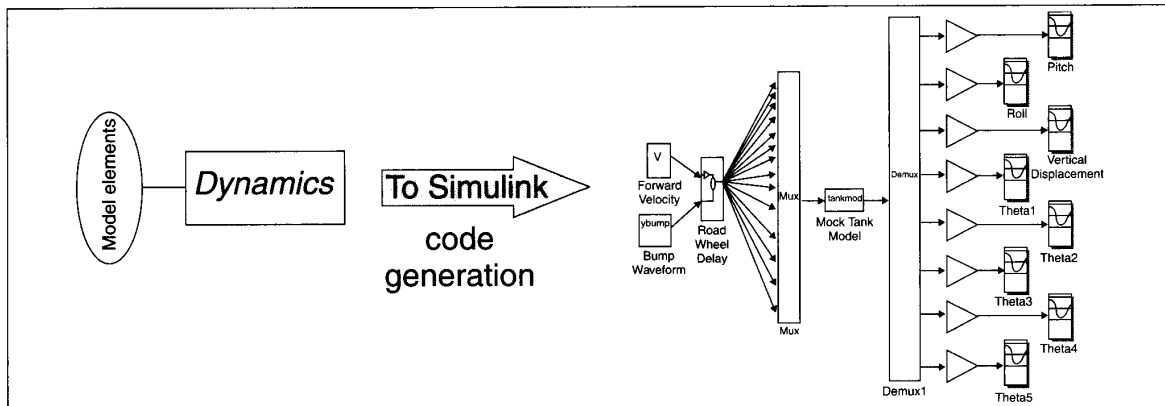 Model elements
Dynamics
To Simulink
code
generation
V
Forward
Velocity
ybump
Bump
Waveform
Road
Wheel
Delay
Mux
Mux
tankmod
Mock Tank
Model
Demux
Demux1
Pitch
Roll
Vertical
Displacement
Theta1
Theta2
Theta3
Theta4
Theta5